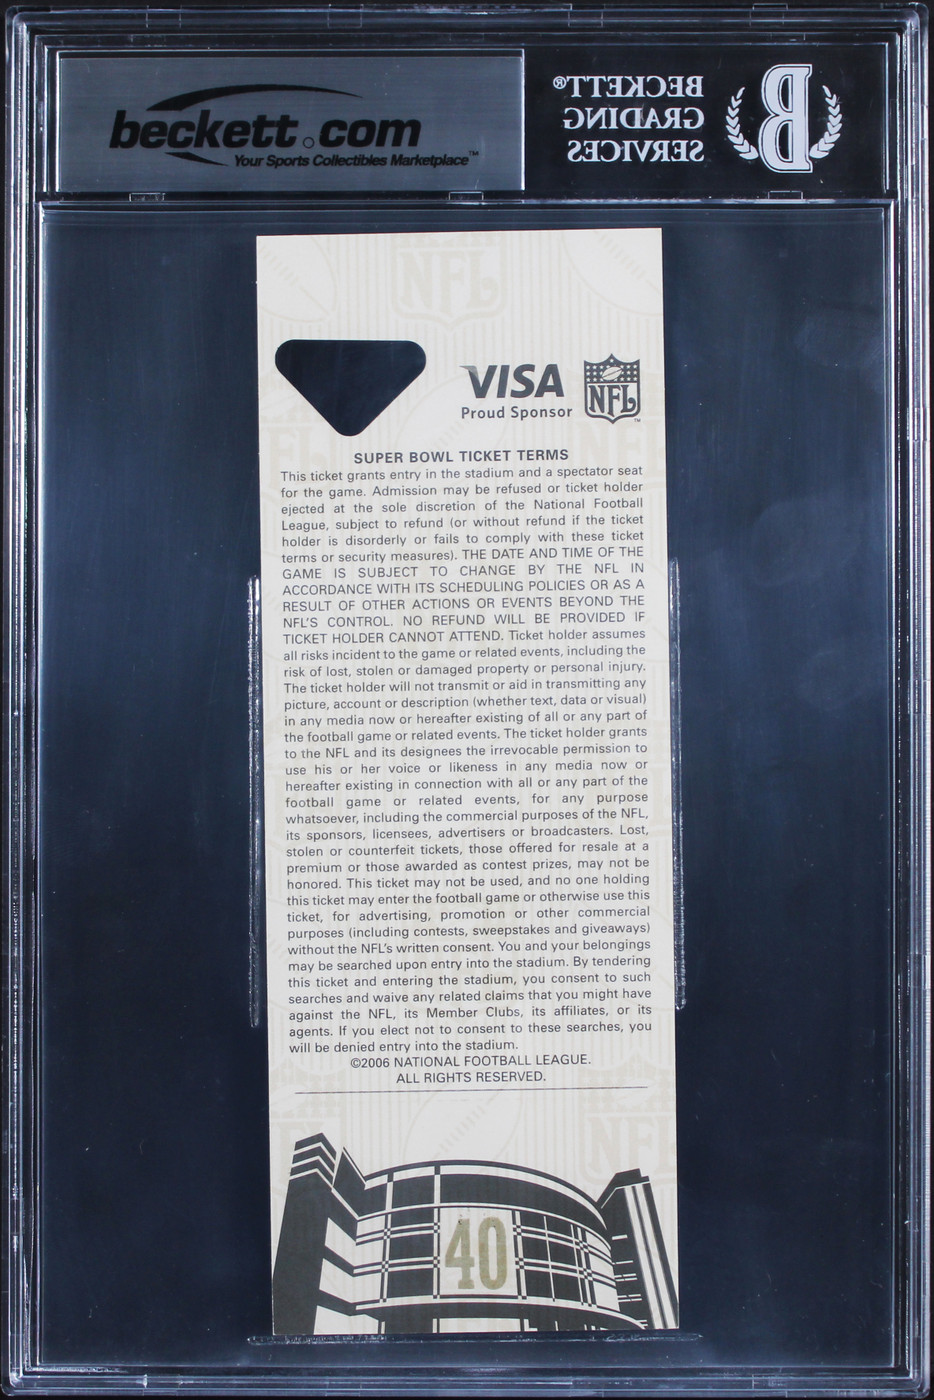 beckett.com
Your Sports Collectibles Marketplace™
BECKETT®
GRADING
SERVICES
B
NFL
VISA
Proud Sponsor
NFL
™
SUPER BOWL TICKET TERMS
This ticket grants entry in the stadium and a spectator seat
for the game. Admission may be refused or ticket holder
ejected at the sole discretion of the National Football
League, subject to refund (or without refund if the ticket
holder is disorderly or fails to comply with these ticket
terms or security measures). THE DATE AND TIME OF THE
GAME IS SUBJECT TO CHANGE BY THE NFL IN
ACCORDANCE WITH ITS SCHEDULING POLICIES OR AS A
RESULT OF OTHER ACTIONS OR EVENTS BEYOND THE
NFL'S CONTROL. NO REFUND WILL BE PROVIDED IF
TICKET HOLDER CANNOT ATTEND. Ticket holder assumes
all risks incident to the game or related events, including the
risk of lost, stolen or damaged property or personal injury.
The ticket holder will not transmit or aid in transmitting any
picture, account or description (whether text, data or visual)
in any media now or hereafter existing of all or any part of
the football game or related events. The ticket holder grants
to the NFL and its designees the irrevocable permission to
use his or her voice or likeness in any media now or
hereafter existing in connection with all or any part of the
football game or related events, for any purpose
whatsoever, including the commercial purposes of the NFL,
its sponsors, licensees, advertisers or broadcasters. Lost,
stolen or counterfeit tickets, those offered for resale at a
premium or those awarded as contest prizes, may not be
honored. This ticket may not be used, and no one holding
this ticket may enter the football game or otherwise use this
ticket, for advertising, promotion or other commercial
purposes (including contests, sweepstakes and giveaways)
without the NFL's written consent. You and your belongings
may be searched upon entry into the stadium. By tendering
this ticket and entering the stadium, you consent to such
searches and waive any related claims that you might have
against the NFL, its Member Clubs, its affiliates, or its
agents. If you elect not to consent to these searches, you
will be denied entry into the stadium.
©2006 NATIONAL FOOTBALL LEAGUE.
ALL RIGHTS RESERVED.
NFL
40